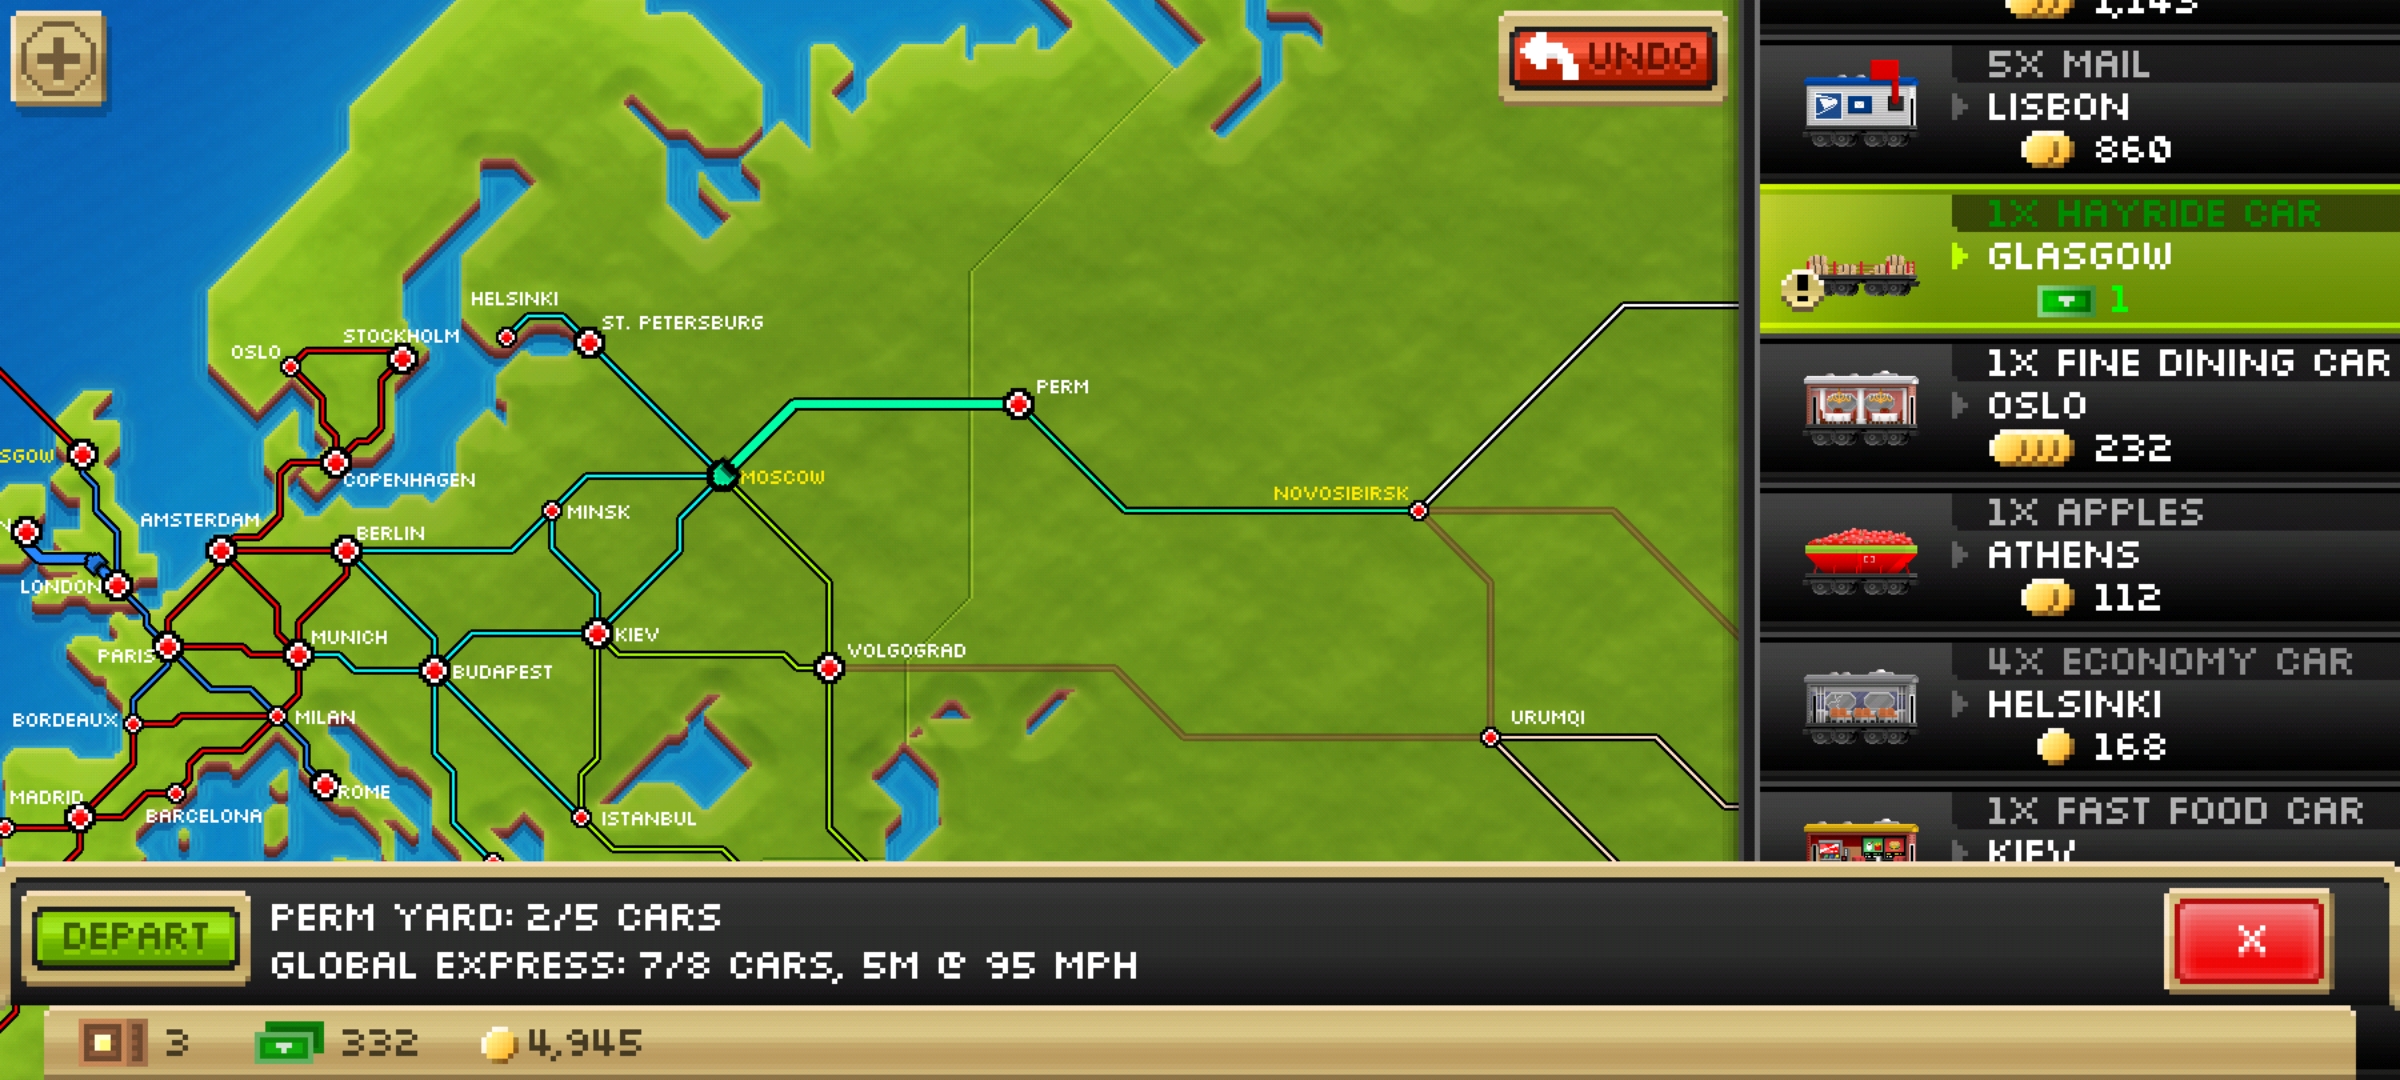 UNDO
1,143
5X MAIL
LISBON
860
1X HAYRIDE CAR
GLASGOW
1
1X FINE DINING CAR
OSLO
232
1X APPLES
ATHENS
112
4X ECONOMY CAR
HELSINKI
168
1X FAST FOOD CAR
KIEV
HELSINKI
ST. PETERSBURG
STOCKHOLM
OSLO
PERM
SGOW
COPENHAGEN
MOSCOW
NOVOSIBIRSK
MINSK
N
AMSTERDAM
BERLIN
LONDON
KIEV
MUNICH
PARIS
BUDAPEST
VOLGOGRAD
BORDEAUX
MILAN
URUMQI
ROME
MADRID
BARCELONA
ISTANBUL
DEPART
PERM YARD: 2/5 CARS
GLOBAL EXPRESS: 7/8 CARS, 5M @ 95 MPH
X
3
332
4,945